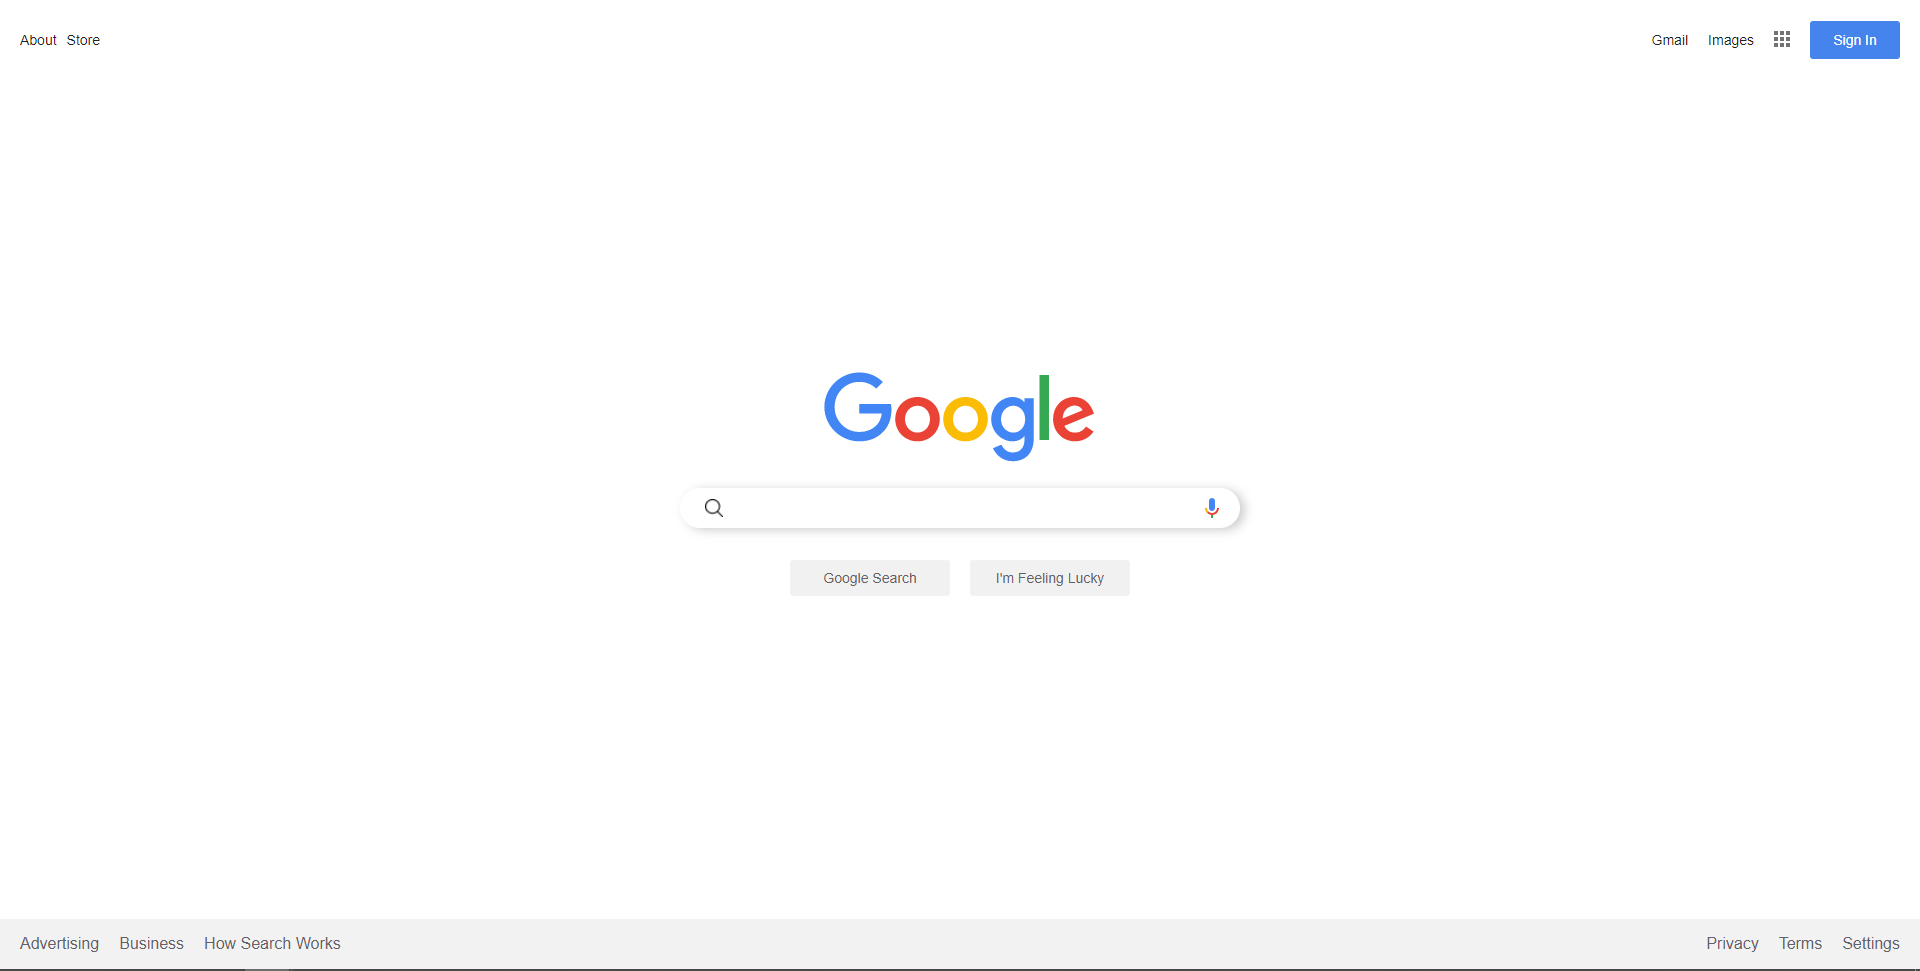 About Store Gmail Images Sign In
Google
Google Search I'm Feeling Lucky
Advertising Business How Search Works Privacy Terms Settings